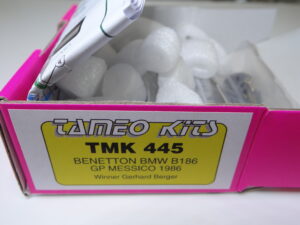 TAMEO KITS
TMK 445
BENETTON BMW B186
GP MESSICO 1986
Winner Gerhard Berger